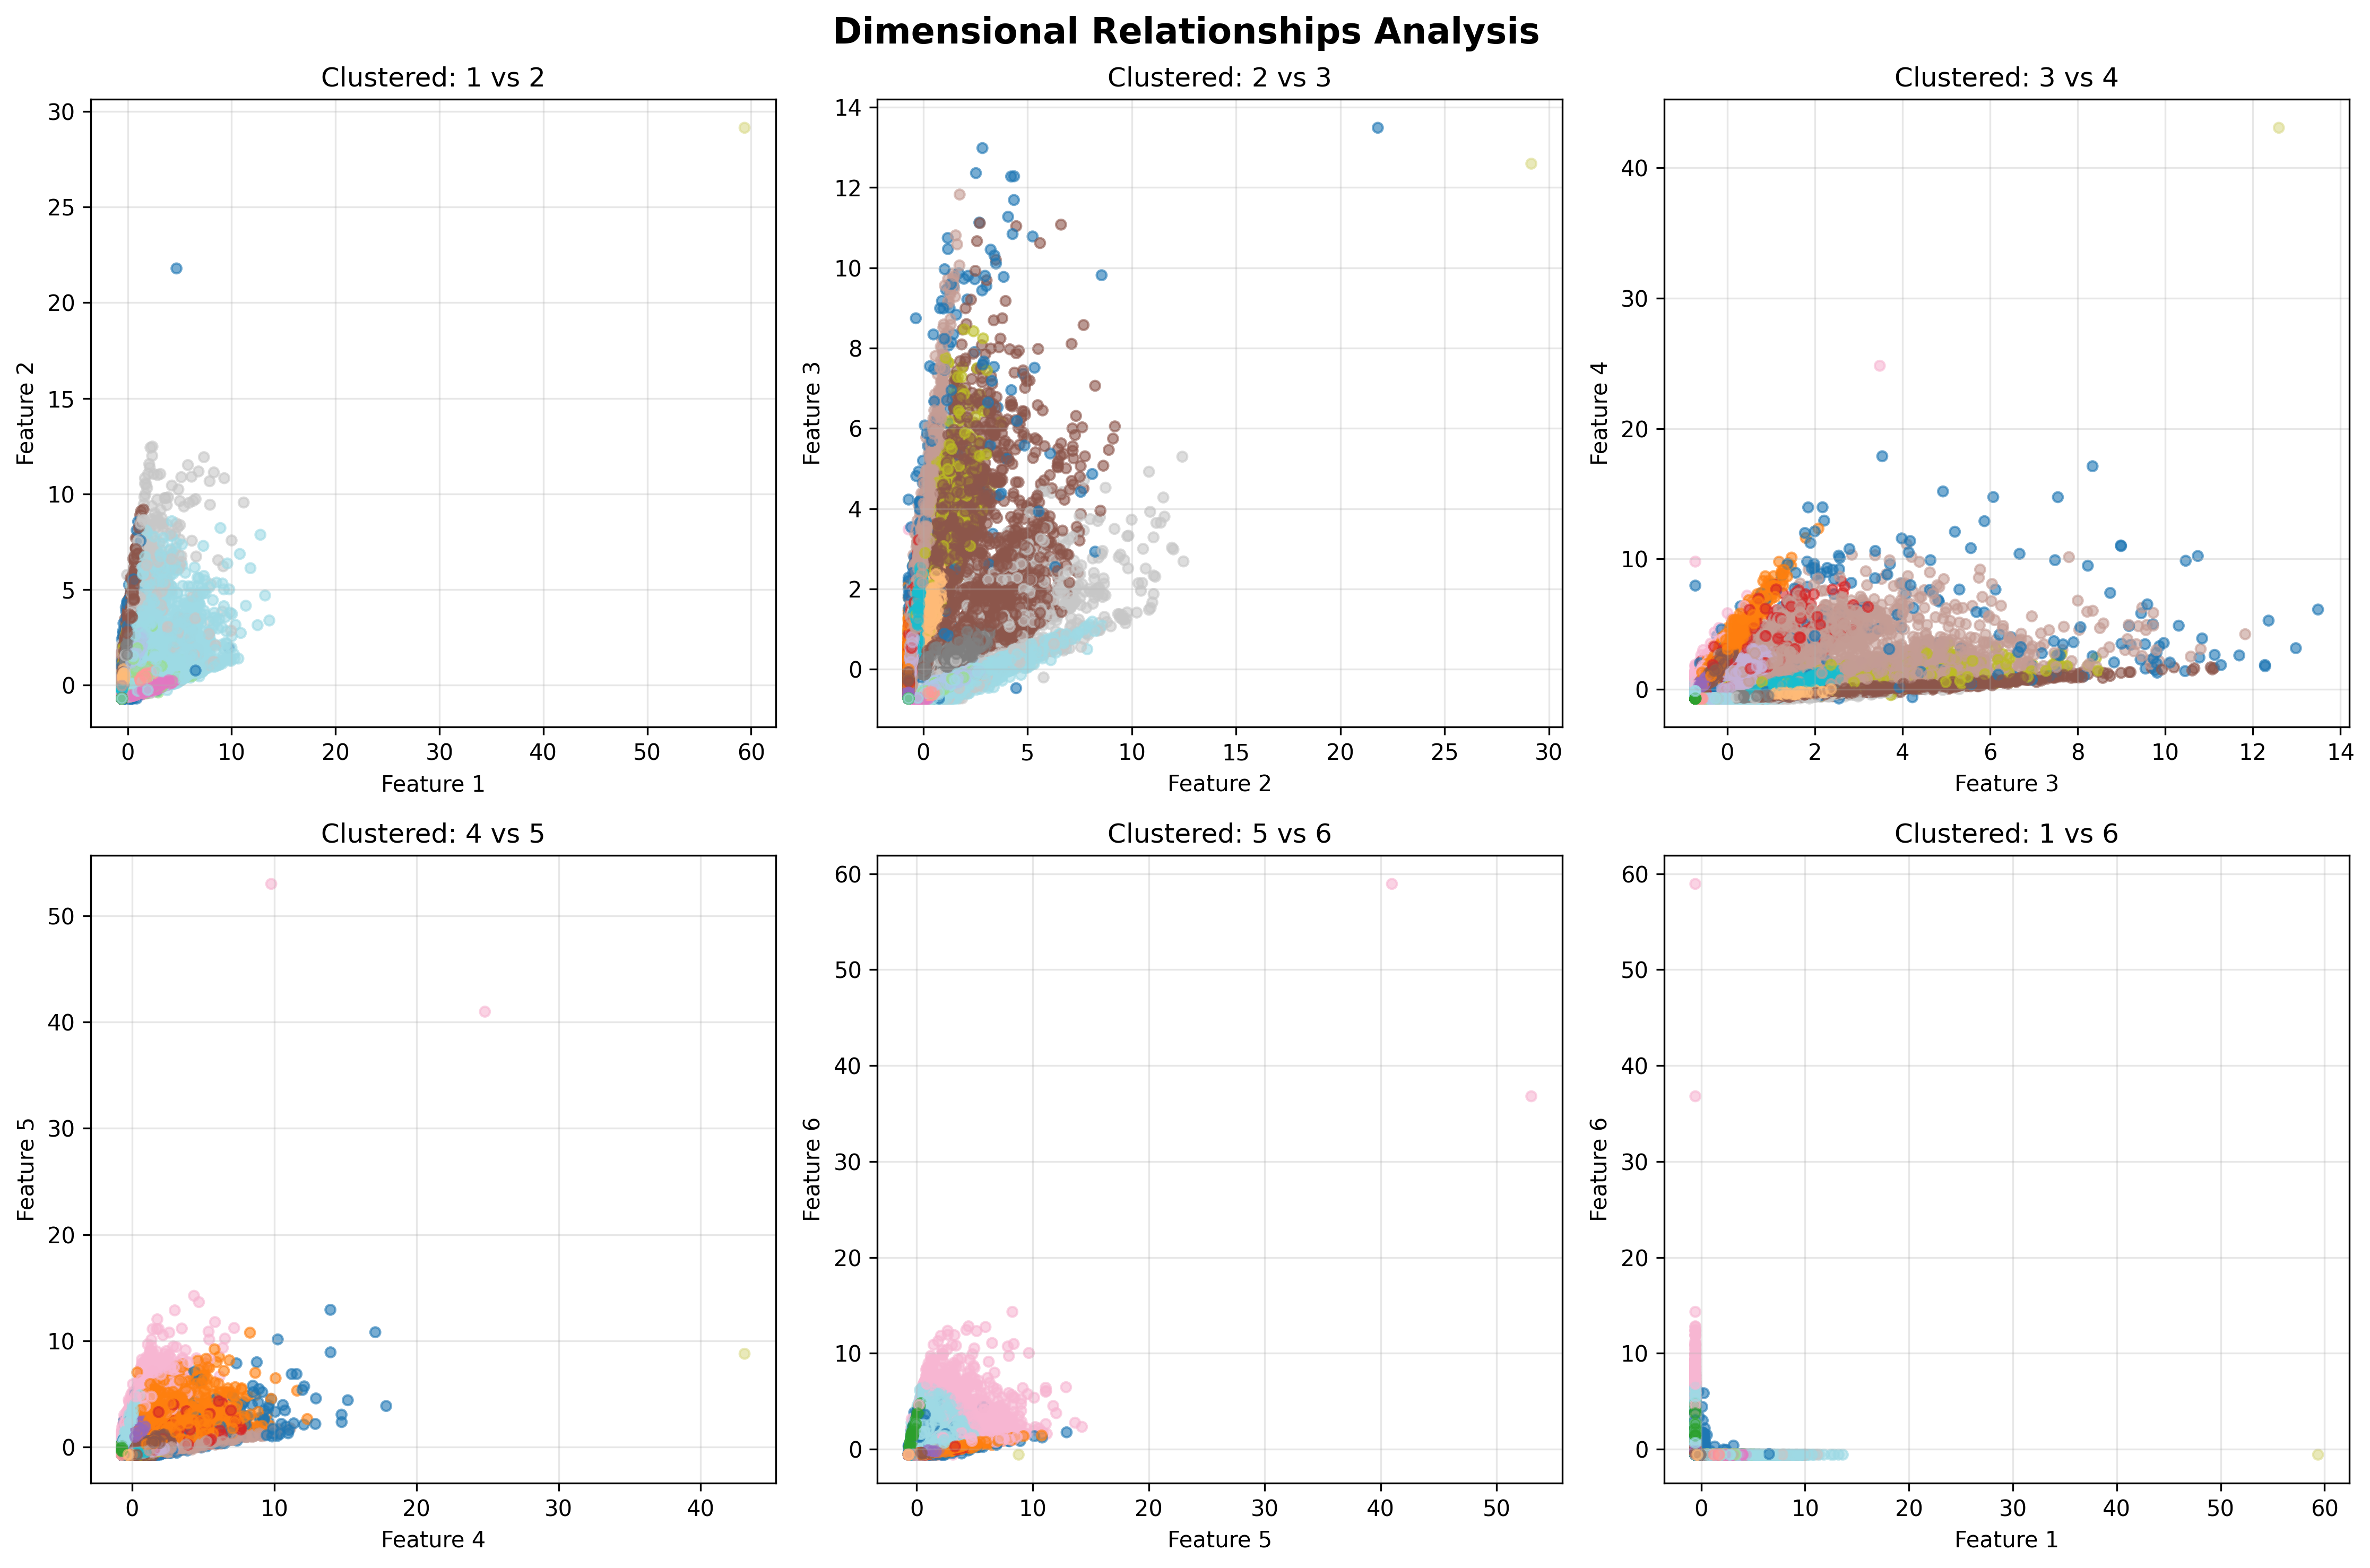 Dimensional Relationships Analysis
Clustered: 1 vs 2
30
25
20
15
10
5
0
Feature 2
0 10 20 30 40 50 60
Feature 1
Clustered: 2 vs 3
14
12
10
8
6
4
2
0
Feature 3
0 5 10 15 20 25 30
Feature 2
Clustered: 3 vs 4
40
30
20
10
0
Feature 4
0 2 4 6 8 10 12 14
Feature 3
Clustered: 4 vs 5
50
40
30
20
10
0
Feature 5
0 10 20 30 40
Feature 4
Clustered: 5 vs 6
60
50
40
30
20
10
0
Feature 6
0 10 20 30 40 50
Feature 5
Clustered: 1 vs 6
60
50
40
30
20
10
0
Feature 6
0 10 20 30 40 50 60
Feature 1